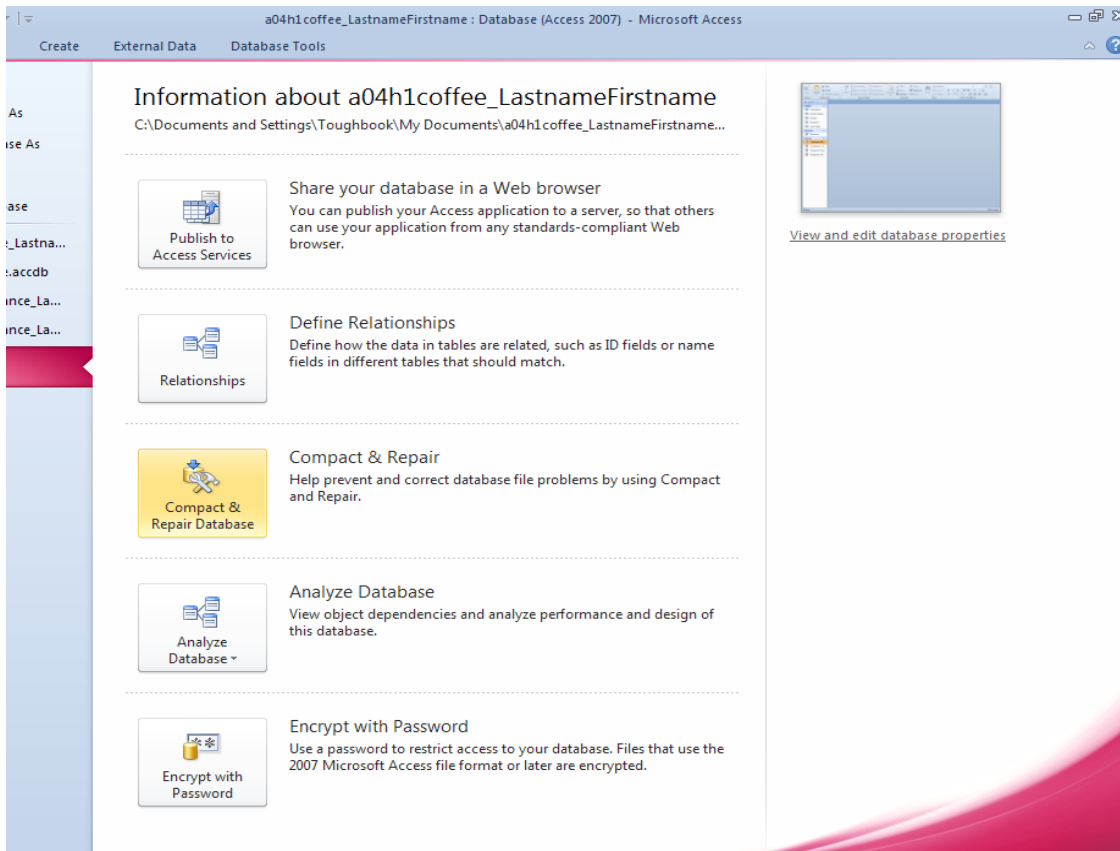 a04h1coffee_LastnameFirstname : Database (Access 2007) - Microsoft Access
Create External Data Database Tools
As
ase As
ase
e_Lastna...
e.accdb
ance_La...
ance_La...
Information about a04h1coffee_LastnameFirstname
C:\Documents and Settings\Toughbook\My Documents\a04h1coffee_LastnameFirstname...
Publish to
Access Services
Share your database in a Web browser
You can publish your Access application to a server, so that others
can use your application from any standards-compliant Web
browser.
Relationships
Define Relationships
Define how the data in tables are related, such as ID fields or name
fields in different tables that should match.
Compact &
Repair Database
Compact & Repair
Help prevent and correct database file problems by using Compact
and Repair.
Analyze
Database
Analyze Database
View object dependencies and analyze performance and design of
this database.
Encrypt with
Password
Encrypt with Password
Use a password to restrict access to your database. Files that use the
2007 Microsoft Access file format or later are encrypted.
View and edit database properties